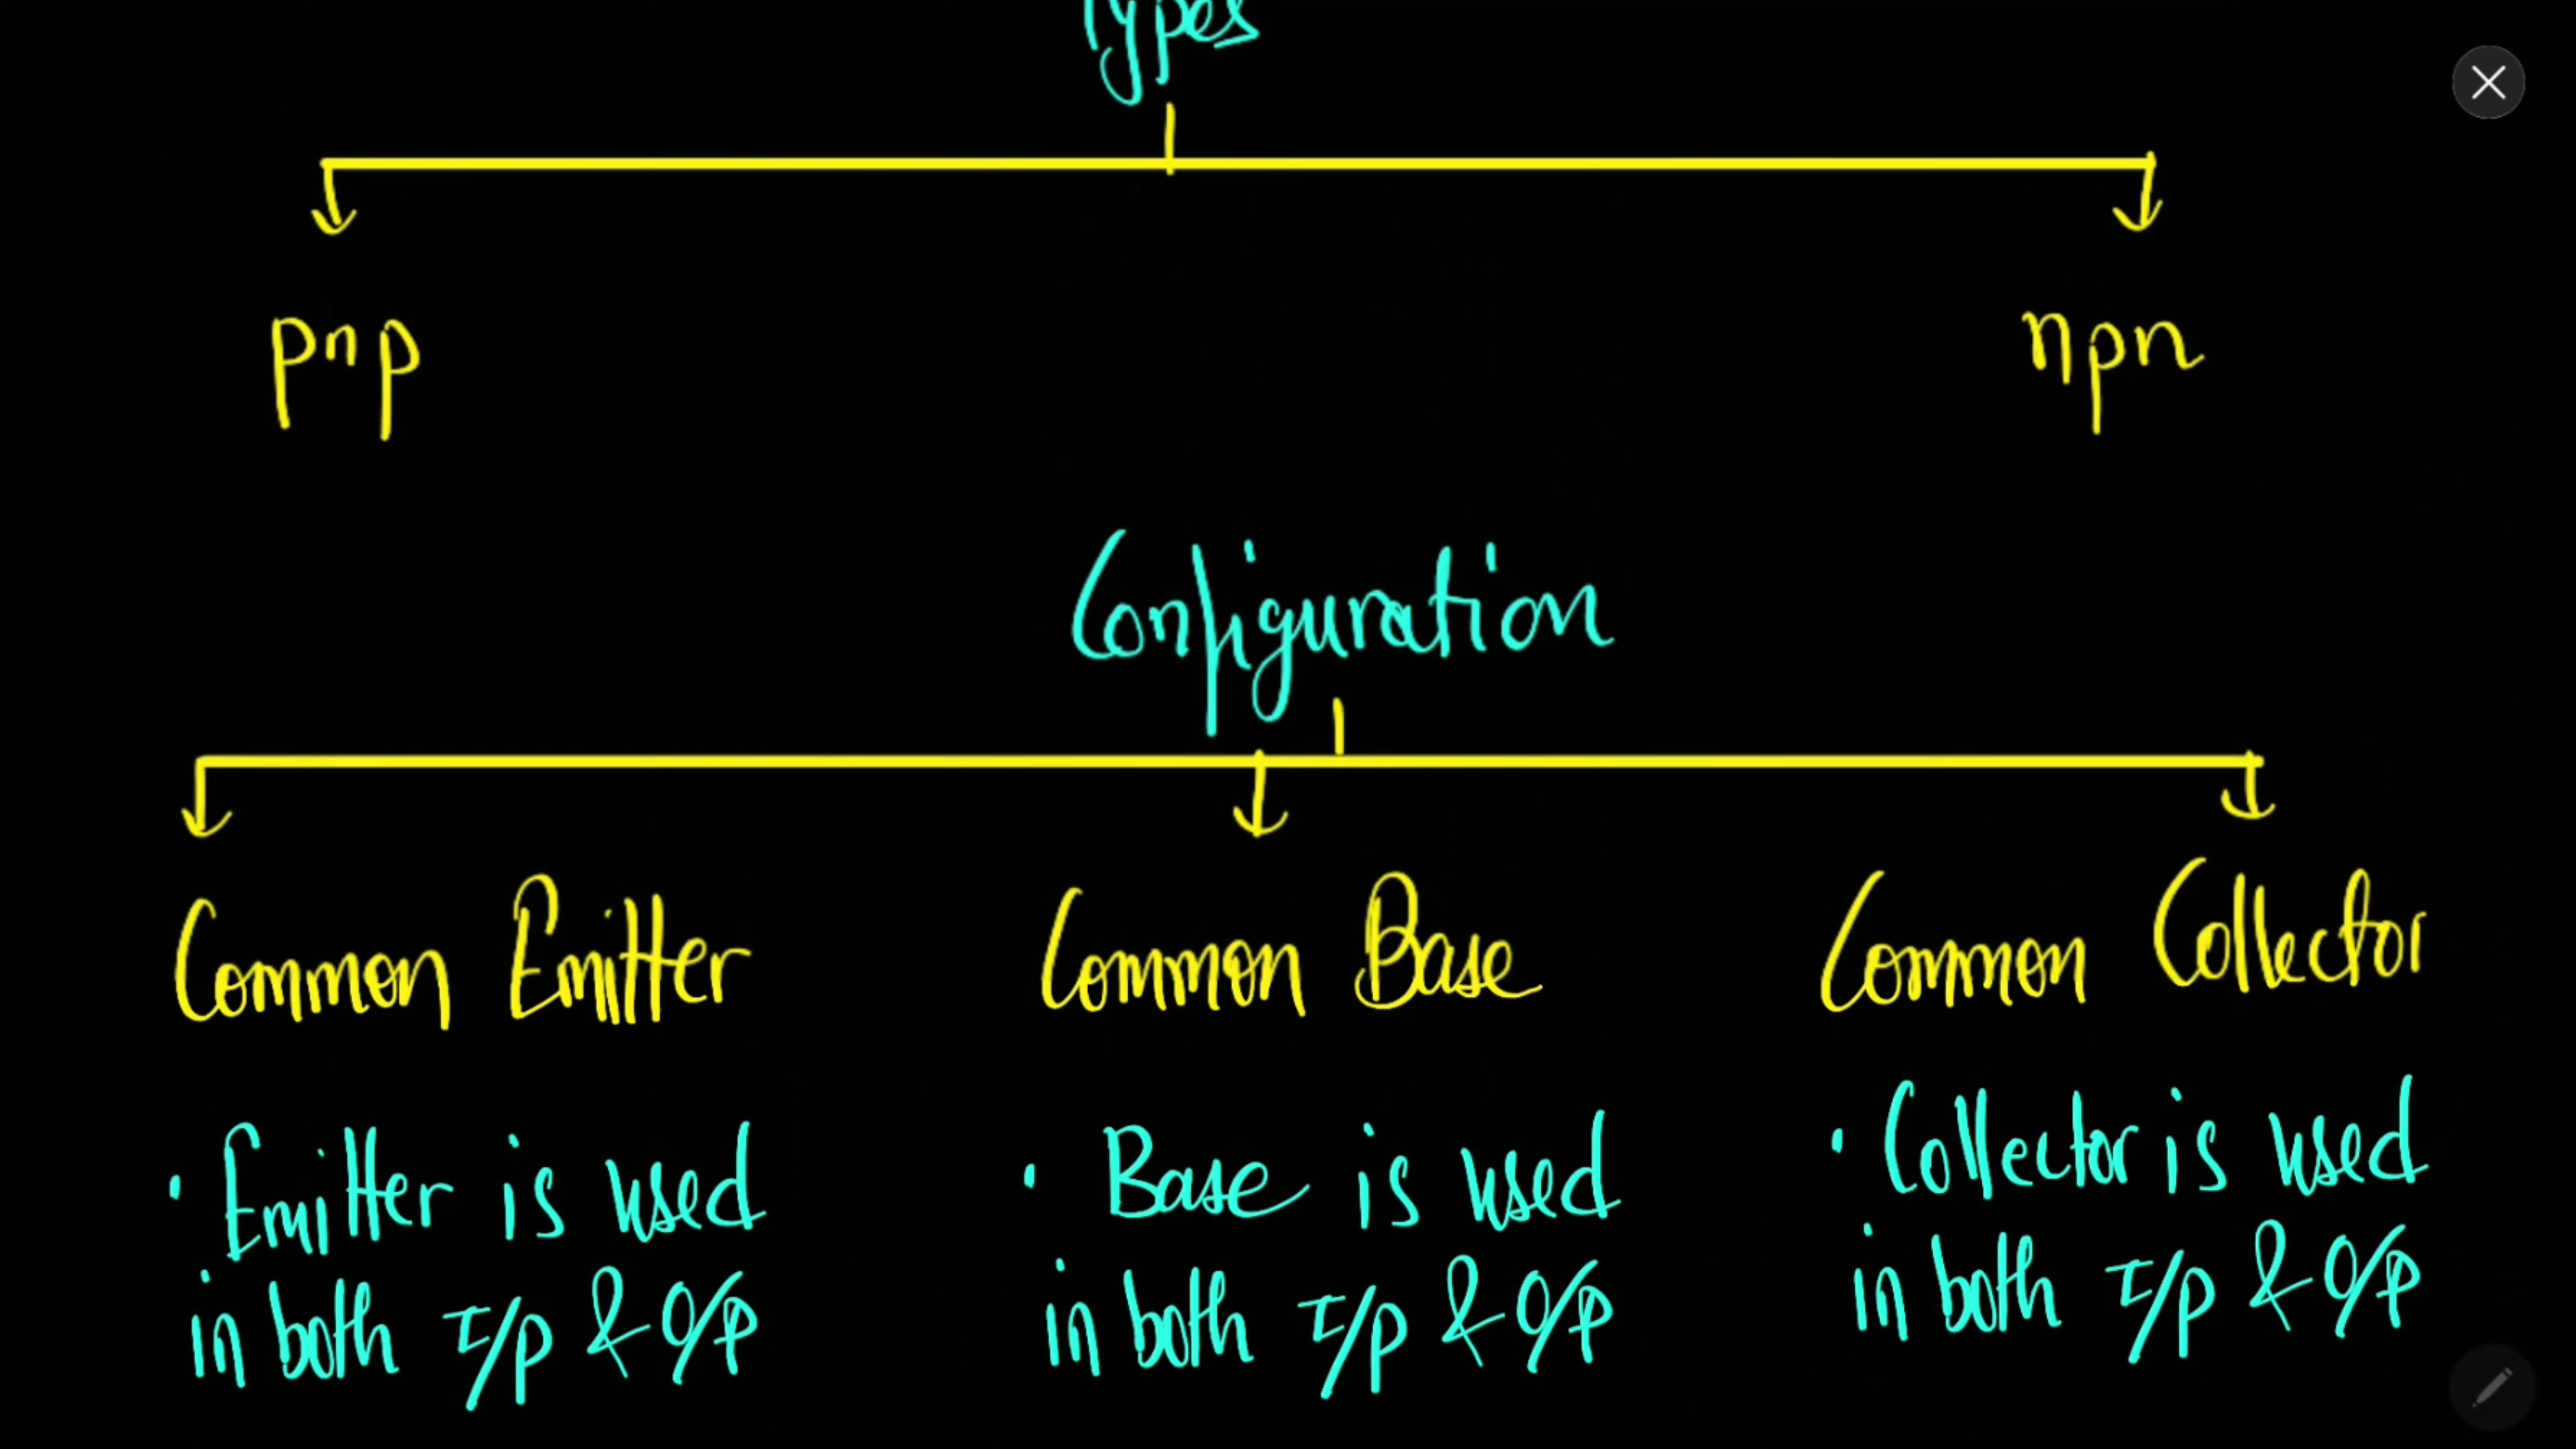 Types
pnp npn
Configuration
Common Emitter Common Base Common Collector
· Emitter is used
in both I/p & O/p
· Base is used
in both I/p & O/p
· Collector is used
in both I/p & O/p